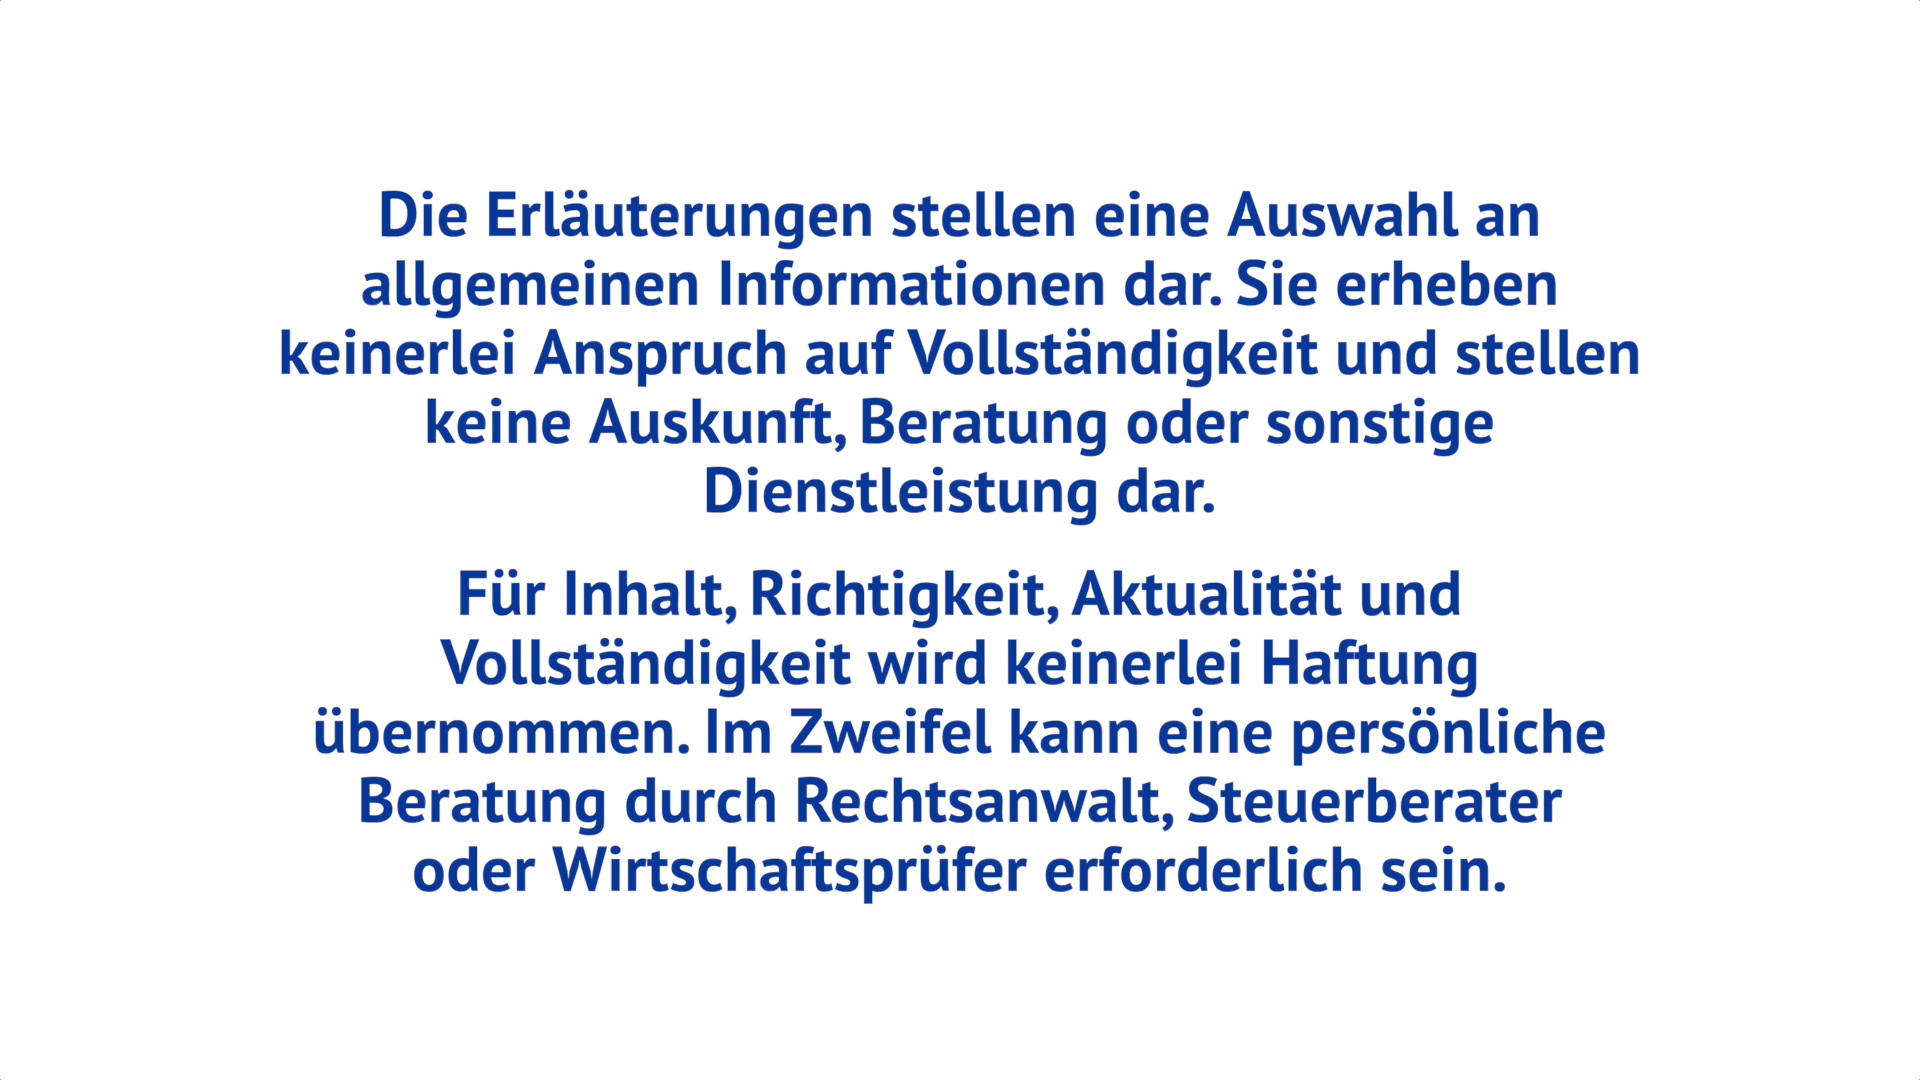 Die Erläuterungen stellen eine Auswahl an
allgemeinen Informationen dar. Sie erheben
keinerlei Anspruch auf Vollständigkeit und stellen
keine Auskunft, Beratung oder sonstige
Dienstleistung dar.
Für Inhalt, Richtigkeit, Aktualität und
Vollständigkeit wird keinerlei Haftung
übernommen. Im Zweifel kann eine persönliche
Beratung durch Rechtsanwalt, Steuerberater
oder Wirtschaftsprüfer erforderlich sein.